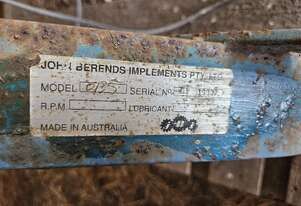 JOHN BERENDS IMPLEMENTS PTY. LTD.
MODEL
SERIAL NO.
R.P.M. LUBRICANT
MADE IN AUSTRALIA